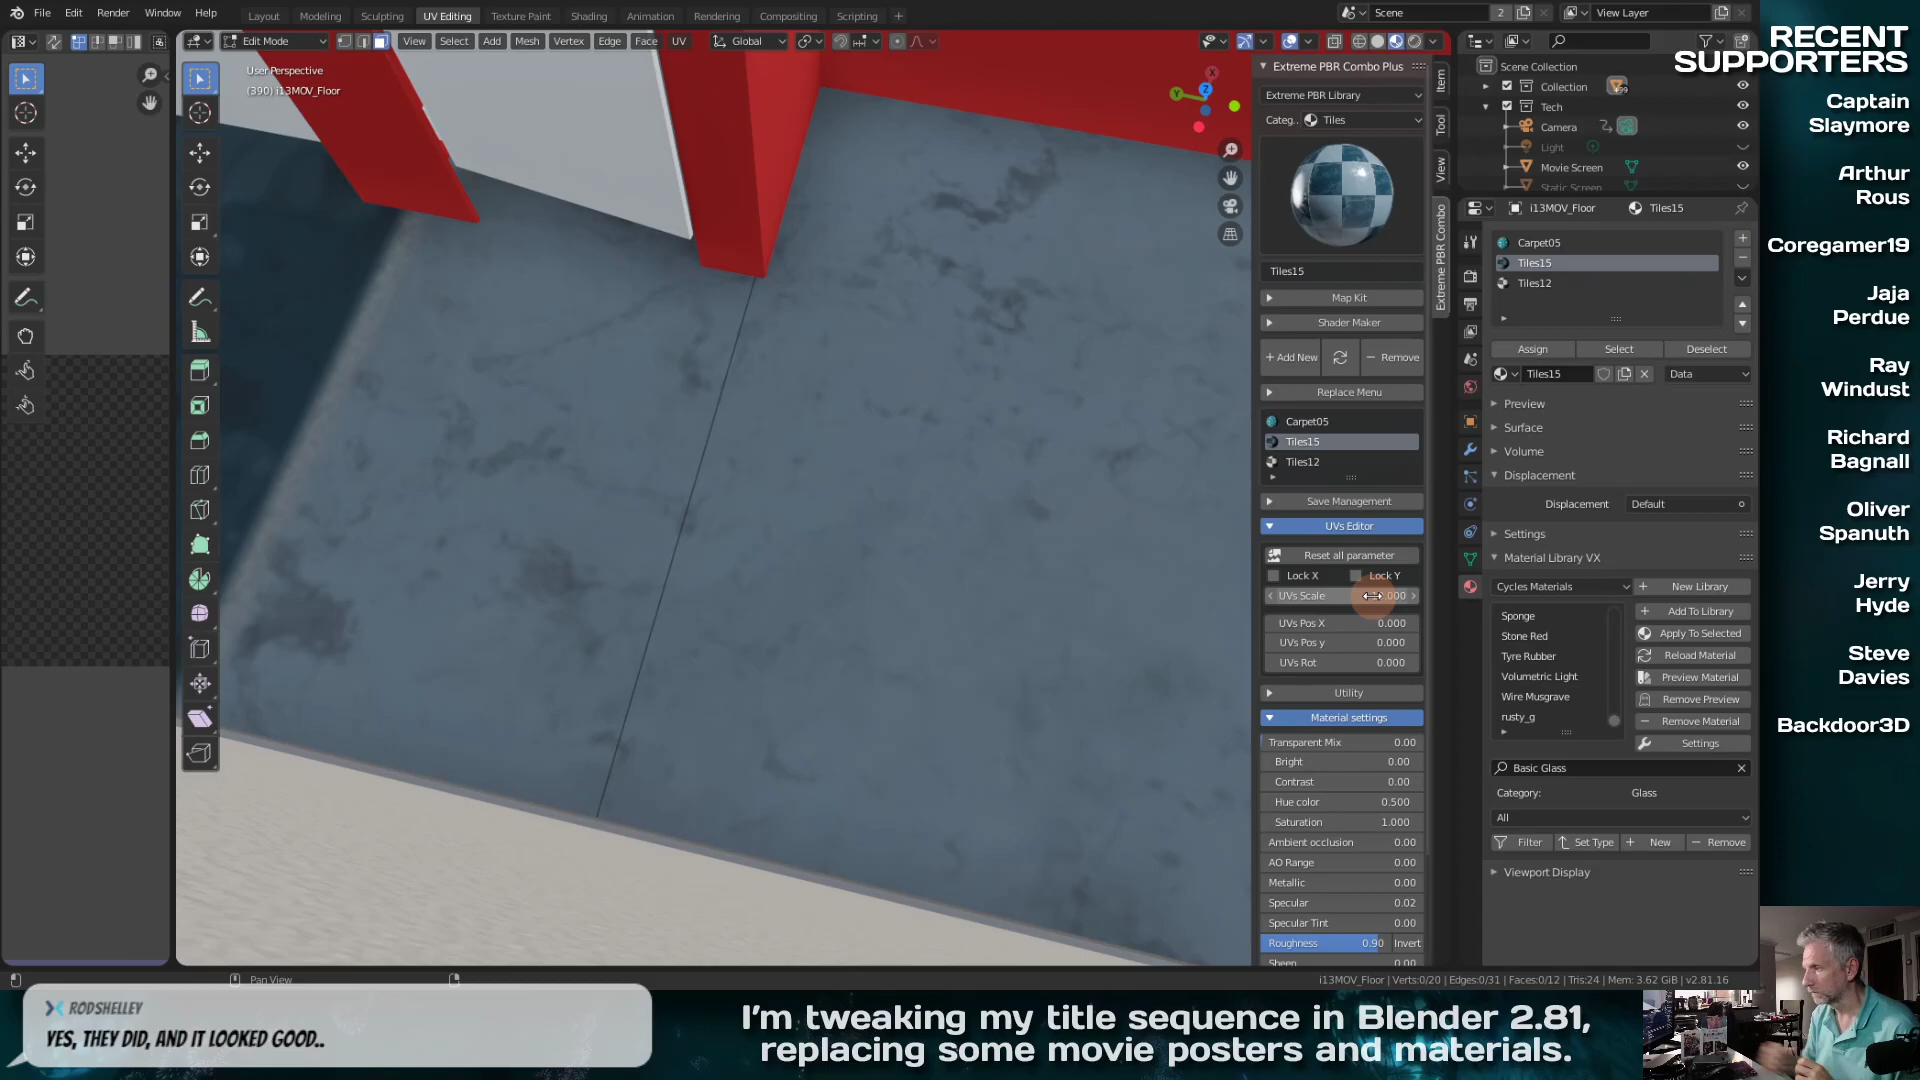 File Edit Render Window Help
Layout Modeling Sculpting UV Editing Texture Paint Shading Animation Rendering Compositing Scripting +
Scene 2 View Layer
Edit Mode View Select Add Mesh Vertex Edge Face UV Global
User Perspective
(390) i13MOV_Floor
X
Y
Z
Extreme PBR Combo Plus
Extreme PBR Library
Categ.. Tiles
Tiles15
Map Kit
Shader Maker
+ Add New − Remove
Replace Menu
Carpet05
Tiles15
Tiles12
Save Management
UVs Editor
Reset all parameter
Lock X Lock Y
UVs Scale
UVs Pos X 0.000
UVs Pos y 0.000
UVs Rot 0.000
Utility
Material settings
Transparent Mix 0.00
Bright 0.00
Contrast 0.00
Hue color 0.500
Saturation 1.000
Ambient occlusion 0.00
AO Range 0.00
Metallic 0.00
Specular 0.02
Specular Tint 0.00
Roughness 0.90 Invert
Sheen 0.00
Item
Tool
View
Extreme PBR Combo
Scene Collection
Collection
Tech
Camera
Light
Movie Screen
Static Screen
i13MOV_Floor Tiles15
Carpet05
Tiles15
Tiles12
Assign Select Deselect
Tiles15 Data
Preview
Surface
Volume
Displacement
Displacement Default
Settings
Material Library VX
Cycles Materials + New Library
Sponge
Stone Red
Tyre Rubber
Volumetric Light
Wire Musgrave
rusty_g
+ Add To Library
Apply To Selected
Reload Material
Preview Material
Remove Preview
− Remove Material
Settings
Basic Glass
Category: Glass
All
Filter Set Type + New − Remove
Viewport Display
Pan View
i13MOV_Floor | Verts:0/20 | Edges:0/31 | Faces:0/12 | Tris:24 | Mem: 3.62 GiB | v2.81.16
RECENT
SUPPORTERS
Captain
Slaymore
Arthur
Rous
Coregamer19
Jaja
Perdue
Ray
Windust
Richard
Bagnall
Oliver
Spanuth
Jerry
Hyde
Steve
Davies
Backdoor3D
RODSHELLEY
YES, THEY DID, AND IT LOOKED GOOD..
I'm tweaking my title sequence in Blender 2.81,
replacing some movie posters and materials.